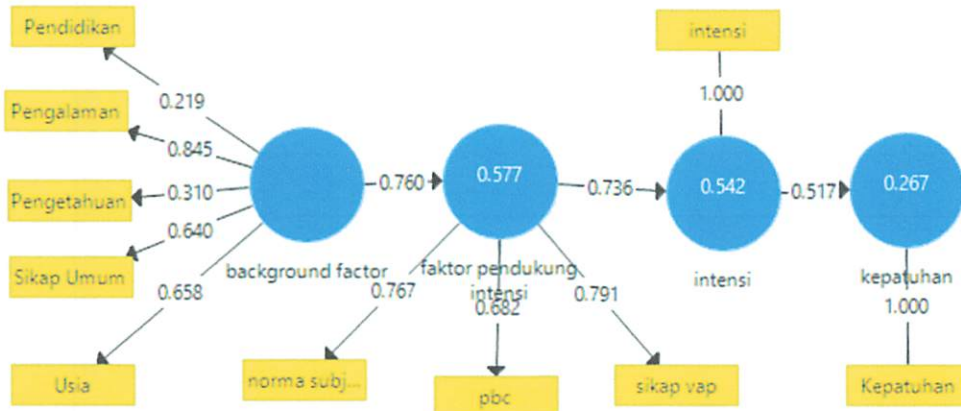 Pendidikan
intensi
0.219
1.000
Pengalaman
0.845
0.310
0.760
0.577
0.736
0.542
0.517
0.267
Pengetahuan
0.640
Sikap Umum
background factor
faktor pendukung
intensi
intensi
kepatuhan
0.658
0.767
0.682
0.791
1.000
Usia
norma subj...
pbc
sikap vap
Kepatuhan